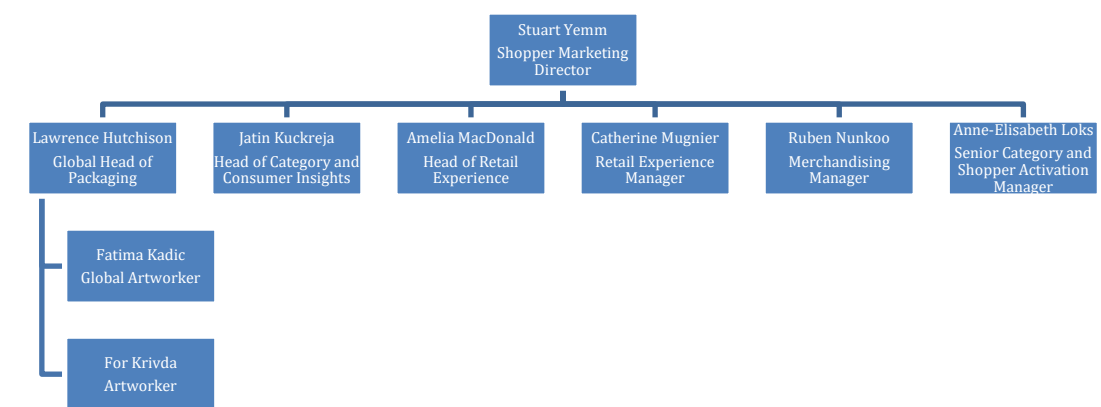 Stuart Yemm
Shopper Marketing
Director
Lawrence Hutchison
Global Head of
Packaging
Jatin Kuckreja
Head of Category and
Consumer Insights
Amelia MacDonald
Head of Retail
Experience
Catherine Mugnier
Retail Experience
Manager
Ruben Nunkoo
Merchandising
Manager
Anne-Elisabeth Loks
Senior Category and
Shopper Activation
Manager
Fatima Kadic
Global Artworker
For Krivda
Artworker